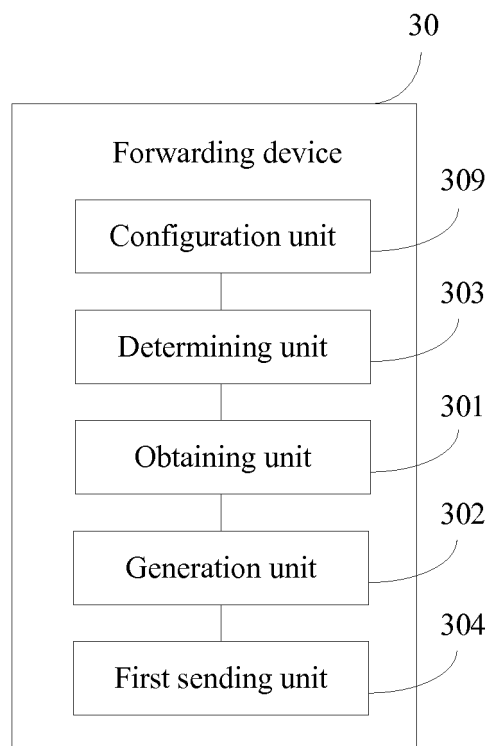 30
Forwarding device
309
Configuration unit
303
Determining unit
301
Obtaining unit
302
Generation unit
304
First sending unit